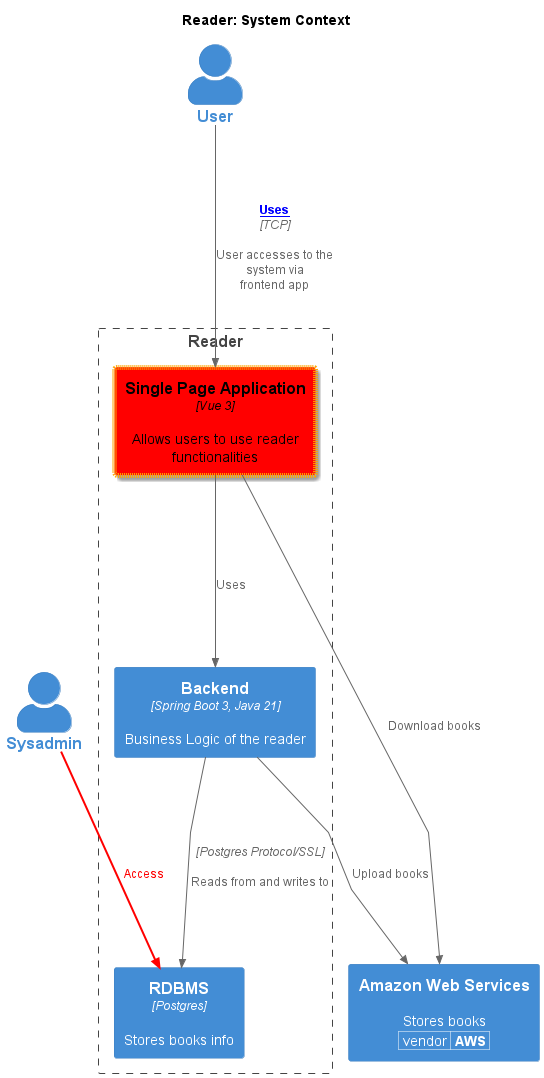 Reader: System Context
User
Uses
[TCP]
User accesses to the
system via
frontend app
Reader
Single Page Application
[Vue 3]
Allows users to use reader
functionalities
Uses
Backend
[Spring Boot 3, Java 21]
Business Logic of the reader
Sysadmin
Download books
Access
[Postgres Protocol/SSL]
Reads from and writes to
Upload books
RDBMS
[Postgres]
Stores books info
Amazon Web Services
Stores books
vendor AWS